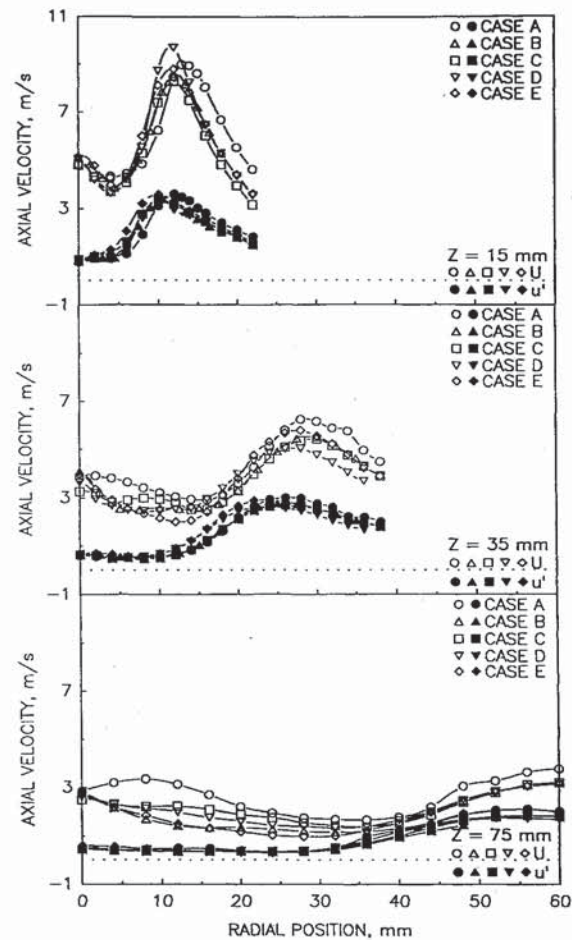 11
7
3
-1
AXIAL VELOCITY, m/s
○●CASE A
△▲CASE B
□■CASE C
▽▼CASE D
◇◆CASE E
Z = 15 mm
○△□▽◇U
●▲■▼◆u'
7
3
-1
AXIAL VELOCITY, m/s
○●CASE A
△▲CASE B
□■CASE C
▽▼CASE D
◇◆CASE E
Z = 35 mm
○△□▽◇U
●▲■▼◆u'
7
3
-1
AXIAL VELOCITY, m/s
○●CASE A
△▲CASE B
□■CASE C
▽▼CASE D
◇◆CASE E
Z = 75 mm
○△□▽◇U
●▲■▼◆u'
0 10 20 30 40 50 60
RADIAL POSITION, mm